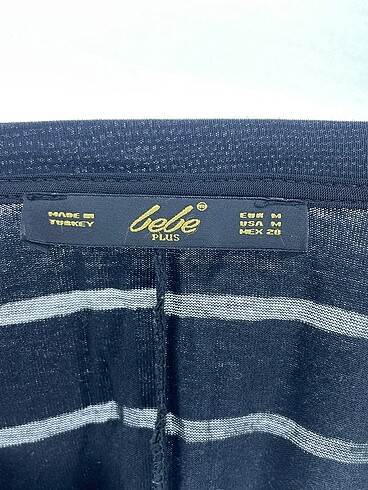 MADE IN
TURKEY
bebe®
PLUS
EUR M
USA M
MEX 28